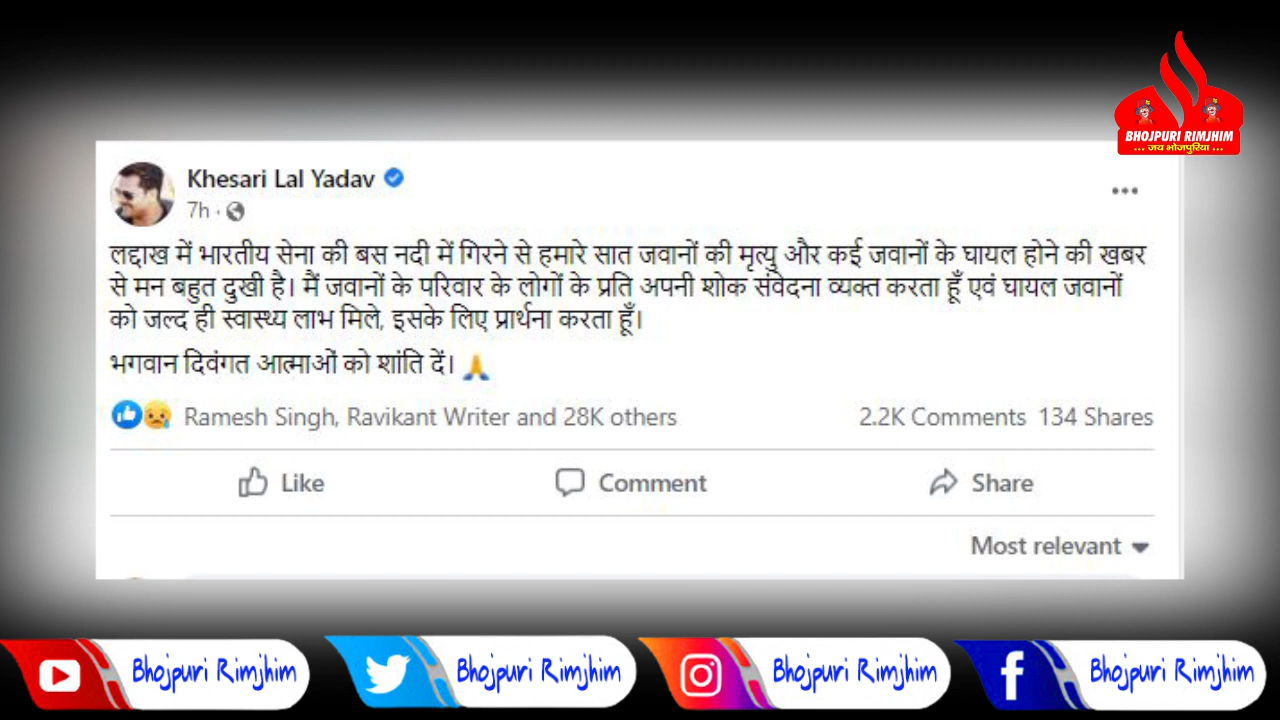 BHOJPURI RIMJHIM
... जय भोजपुरिया ...
Khesari Lal Yadav
7h ·
लद्दाख में भारतीय सेना की बस नदी में गिरने से हमारे सात जवानों की मृत्यु और कई जवानों के घायल होने की खबर
से मन बहुत दुखी है। मैं जवानों के परिवार के लोगों के प्रति अपनी शोक संवेदना व्यक्त करता हूँ एवं घायल जवानों
को जल्द ही स्वास्थ्य लाभ मिले, इसके लिए प्रार्थना करता हूँ।
भगवान दिवंगत आत्माओं को शांति दें। 🙏
Ramesh Singh, Ravikant Writer and 28K others 2.2K Comments 134 Shares
Like Comment Share
Most relevant
Bhojpuri Rimjhim Bhojpuri Rimjhim Bhojpuri Rimjhim Bhojpuri Rimjhim